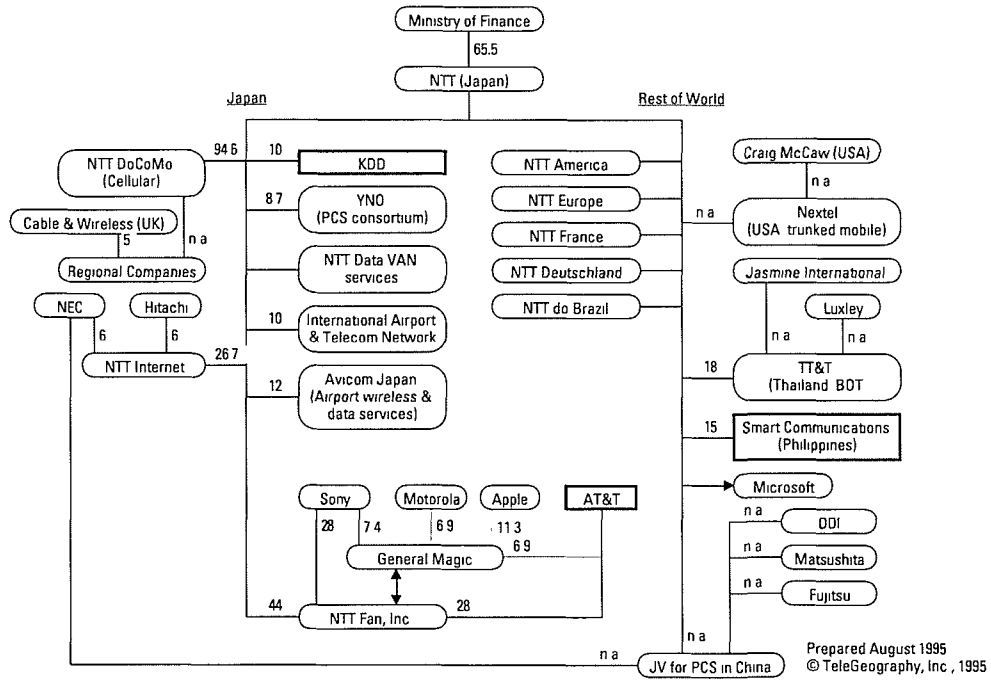 Ministry of Finance
65.5
NTT (Japan)
Japan
Rest of World
NTT DoCoMo
(Cellular)
94 6
10
KDD
8 7
YNO
(PCS consortium)
Cable & Wireless (UK)
5
n a
Regional Companies
NTT Data VAN
services
NEC
Hitachi
6
6
NTT Internet
26 7
10
International Airport
& Telecom Network
12
Avicom Japan
(Airport wireless &
data services)
NTT America
NTT Europe
NTT France
NTT Deutschland
NTT do Brazil
Craig McCaw (USA)
n a
n a
Nextel
(USA trunked mobile)
Jasmine International
Luxley
n a
n a
18
TT&T
(Thailand BOT
15
Smart Communications
(Philippines)
Microsoft
Sony
Motorola
Apple
AT&T
28
7 4
6 9
11 3
6 9
General Magic
44
NTT Fan, Inc
28
n a
DDI
n a
Matsushita
n a
Fujitsu
n a
n a
JV for PCS in China
Prepared August 1995
© TeleGeography, Inc , 1995